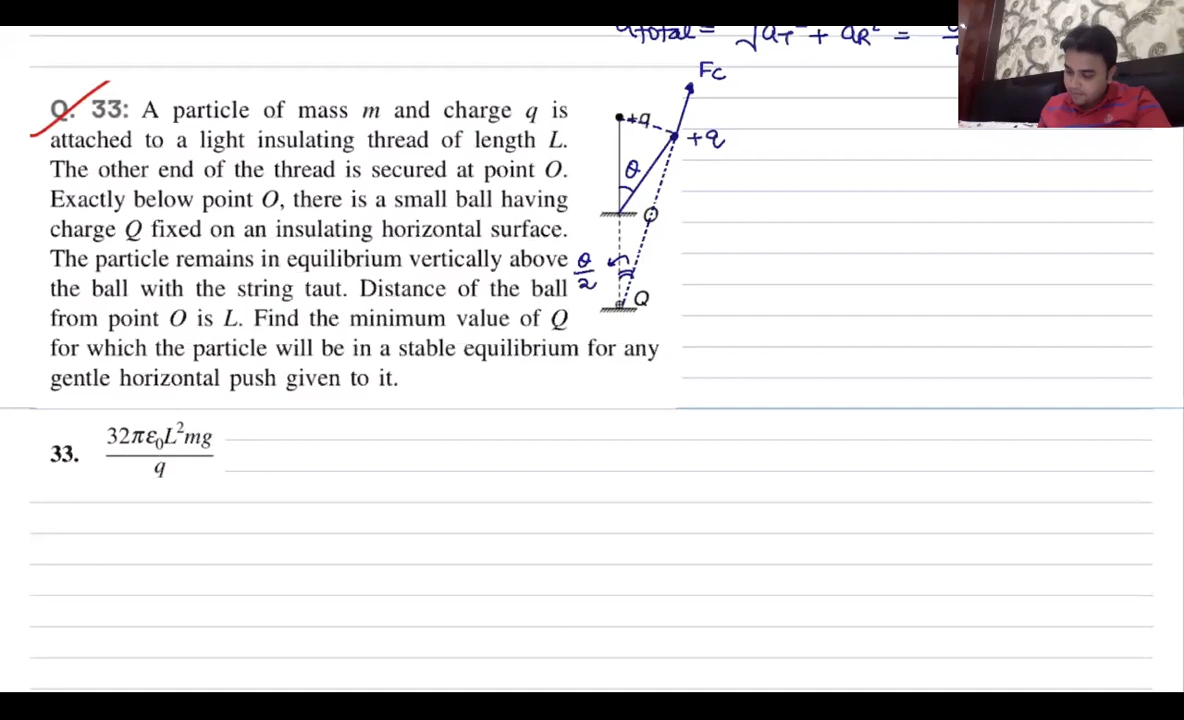 atotal = √aT² + aR² =
Fc
+q
+q
θ
O
θ/2
Q
Q. 33: A particle of mass m and charge q is
attached to a light insulating thread of length L.
The other end of the thread is secured at point O.
Exactly below point O, there is a small ball having
charge Q fixed on an insulating horizontal surface.
The particle remains in equilibrium vertically above
the ball with the string taut. Distance of the ball
from point O is L. Find the minimum value of Q
for which the particle will be in a stable equilibrium for any
gentle horizontal push given to it.
33. 32πε₀L²mg/q